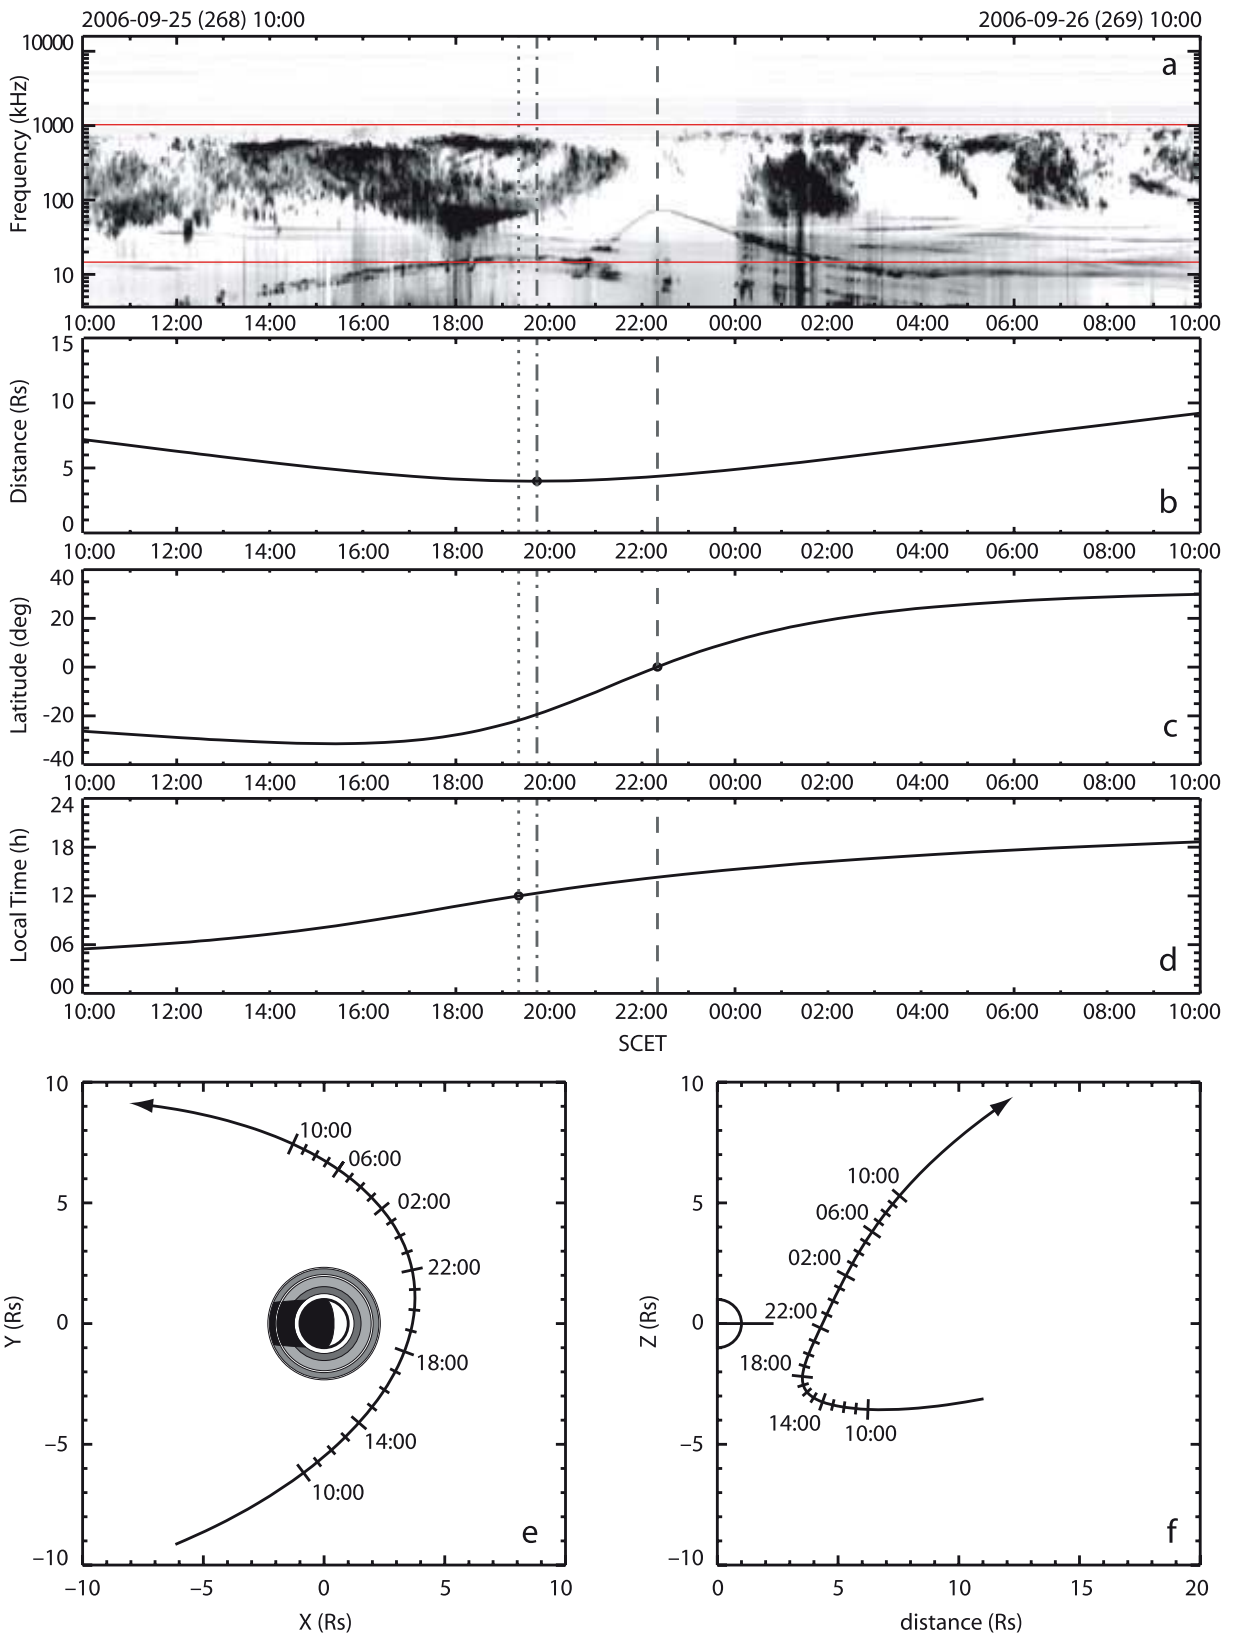 2006-09-25 (268) 10:00 2006-09-26 (269) 10:00
10000
1000
100
10
Frequency (kHz)
a
10:00 12:00 14:00 16:00 18:00 20:00 22:00 00:00 02:00 04:00 06:00 08:00 10:00
15
10
5
0
Distance (Rs)
b
10:00 12:00 14:00 16:00 18:00 20:00 22:00 00:00 02:00 04:00 06:00 08:00 10:00
40
20
0
-20
-40
Latitude (deg)
c
10:00 12:00 14:00 16:00 18:00 20:00 22:00 00:00 02:00 04:00 06:00 08:00 10:00
24
18
12
06
00
Local Time (h)
d
10:00 12:00 14:00 16:00 18:00 20:00 22:00 00:00 02:00 04:00 06:00 08:00 10:00
SCET
10
5
0
–5
–10
Y (Rs)
10:00
06:00
02:00
22:00
18:00
14:00
10:00
e
–10 –5 0 5 10
X (Rs)
10
5
0
–5
–10
Z (Rs)
10:00
06:00
02:00
22:00
18:00
14:00
10:00
f
0 5 10 15 20
distance (Rs)